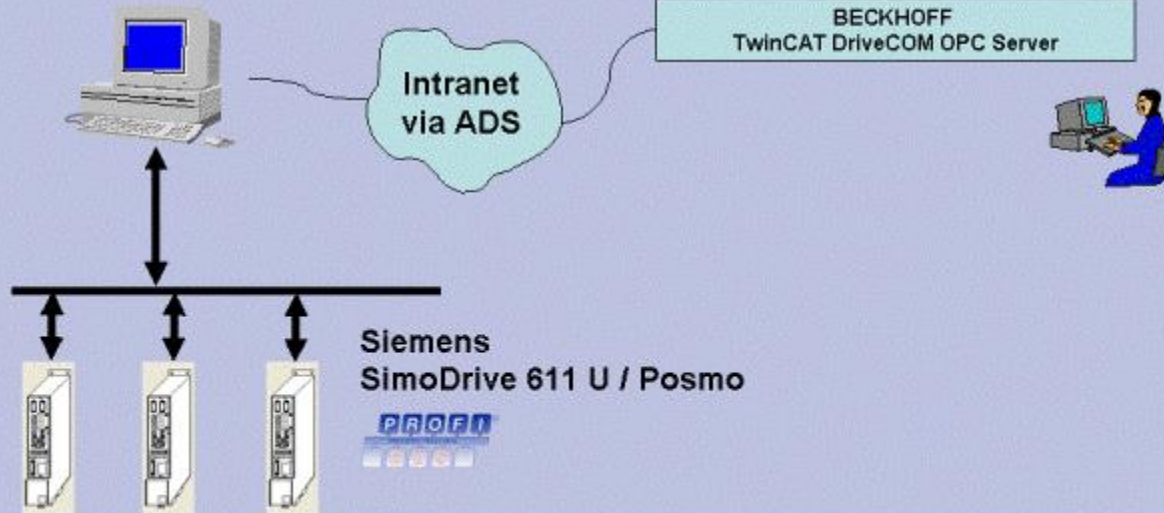 BECKHOFF
TwinCAT DriveCOM OPC Server
Intranet
via ADS
Siemens
SimoDrive 611 U / Posmo
PROFI